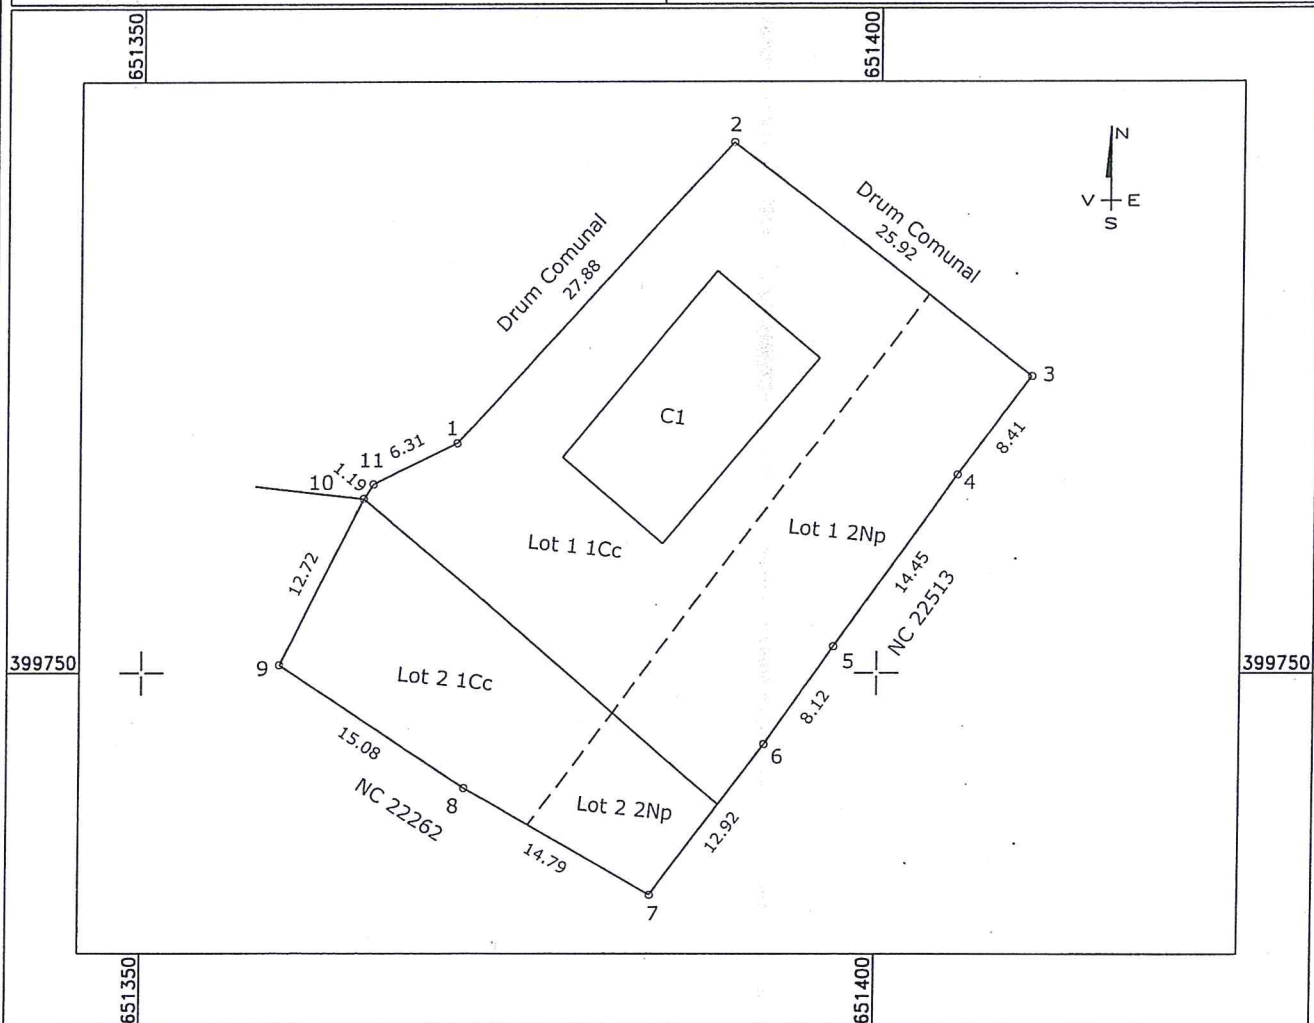 651350
651400
2
N
V E
S
Drum Comunal
25.92
Drum Comunal
27.88
3
8.41
C1
1
6.31
11
1.19
10
4
Lot 1 2Np
Lot 1 1Cc
14.45
NC 22513
12.72
399750
9
5
399750
Lot 2 1Cc
8.12
15.08
6
NC 22262
8
Lot 2 2Np
12.92
14.79
7
651350
651400